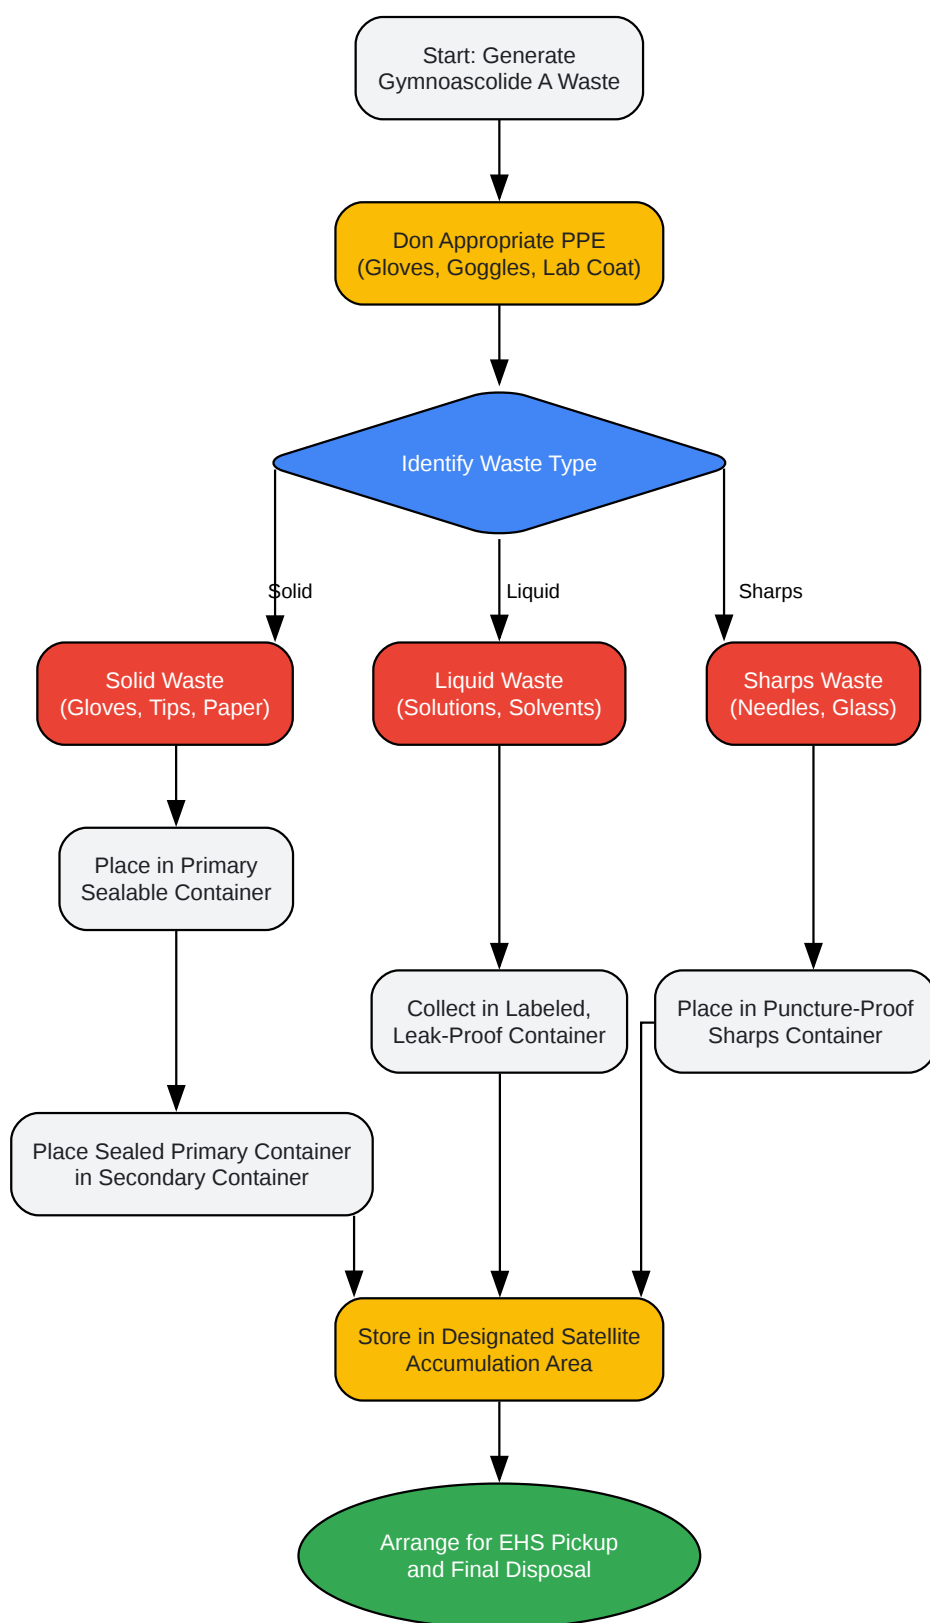 Start: Generate
Gymnoascolide A Waste
Don Appropriate PPE
(Gloves, Goggles, Lab Coat)
Identify Waste Type
Solid
Liquid
Sharps
Solid Waste
(Gloves, Tips, Paper)
Liquid Waste
(Solutions, Solvents)
Sharps Waste
(Needles, Glass)
Place in Primary
Sealable Container
Collect in Labeled,
Leak-Proof Container
Place in Puncture-Proof
Sharps Container
Place Sealed Primary Container
in Secondary Container
Store in Designated Satellite
Accumulation Area
Arrange for EHS Pickup
and Final Disposal